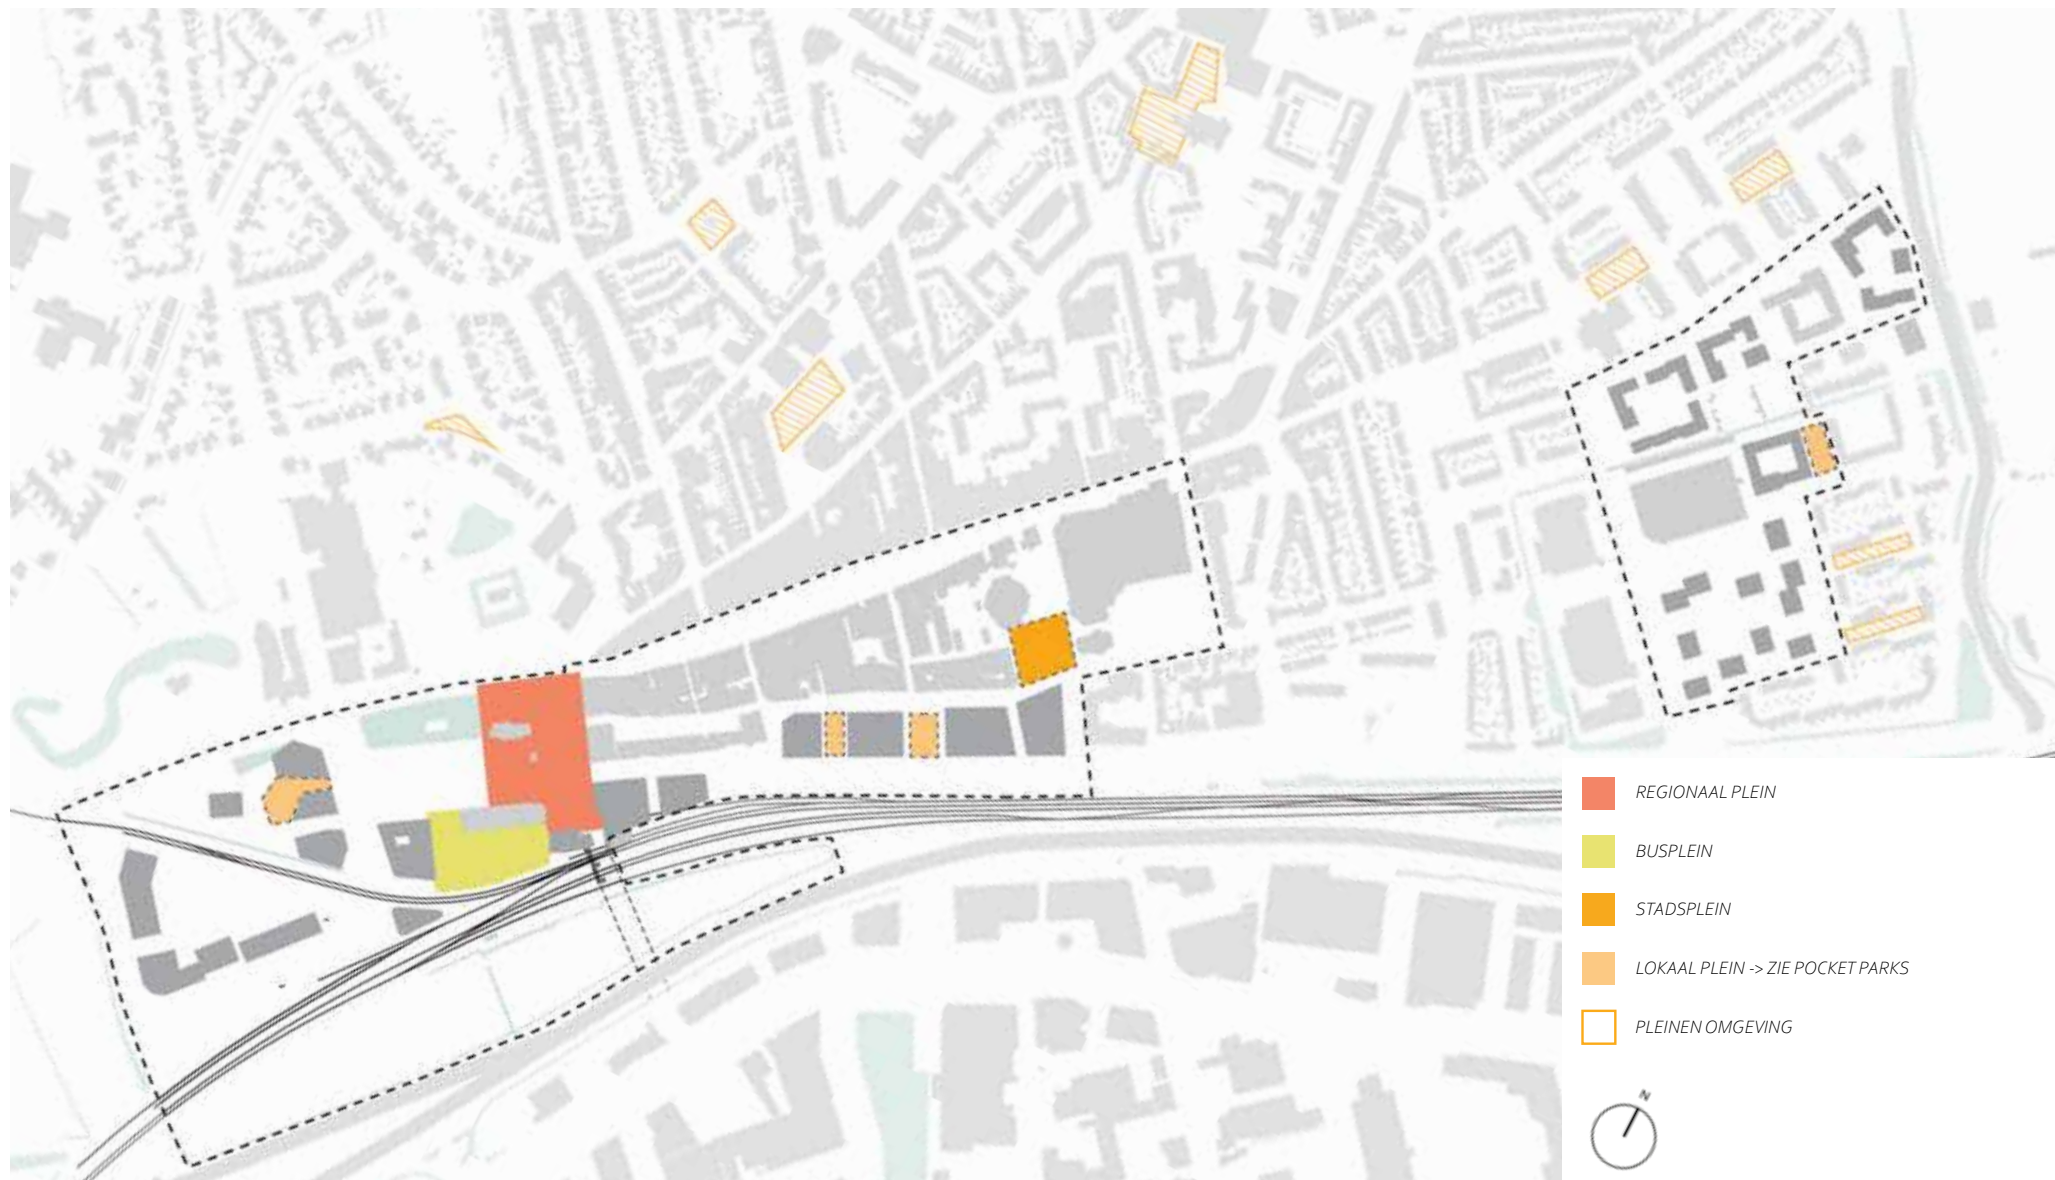 REGIONAAL PLEIN
BUSPLEIN
STADSPLEIN
LOKAAL PLEIN -> ZIE POCKET PARKS
PLEINEN OMGEVING
N